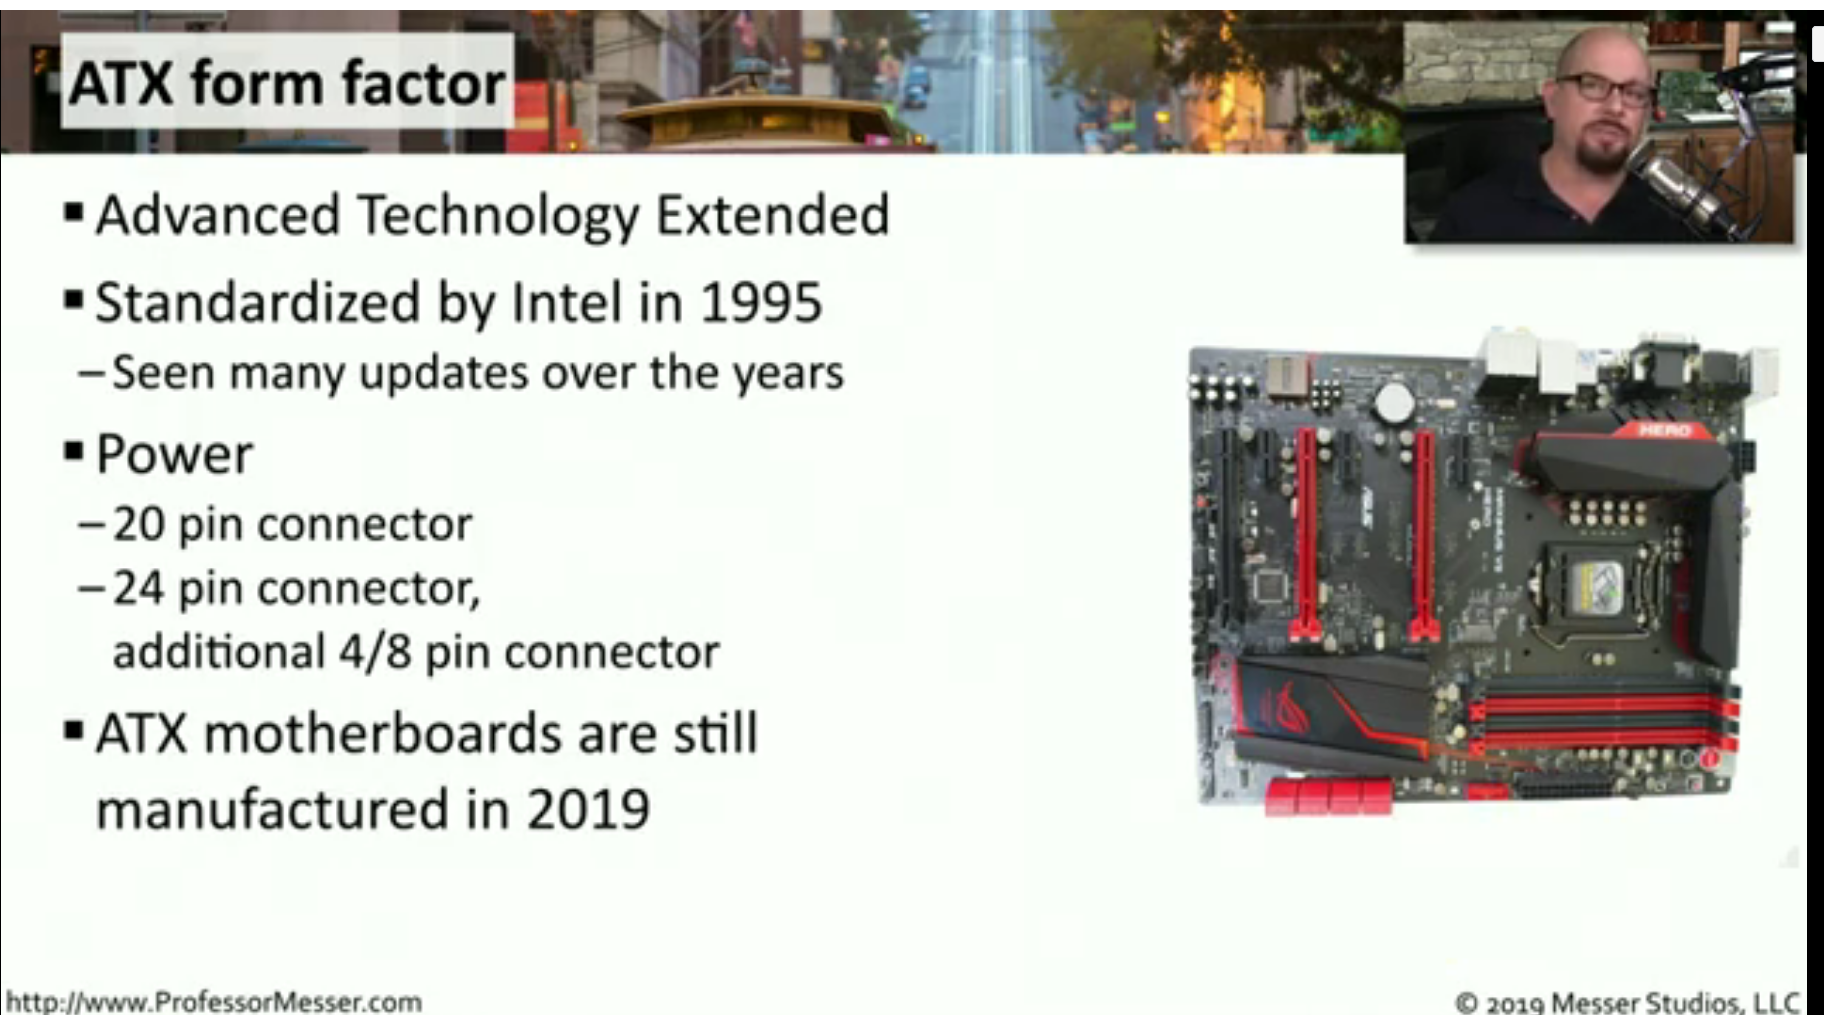 ATX form factor
▪ Advanced Technology Extended
▪ Standardized by Intel in 1995
– Seen many updates over the years
▪ Power
– 20 pin connector
– 24 pin connector,
additional 4/8 pin connector
▪ ATX motherboards are still
manufactured in 2019
HERO
http://www.ProfessorMesser.com
© 2019 Messer Studios, LLC